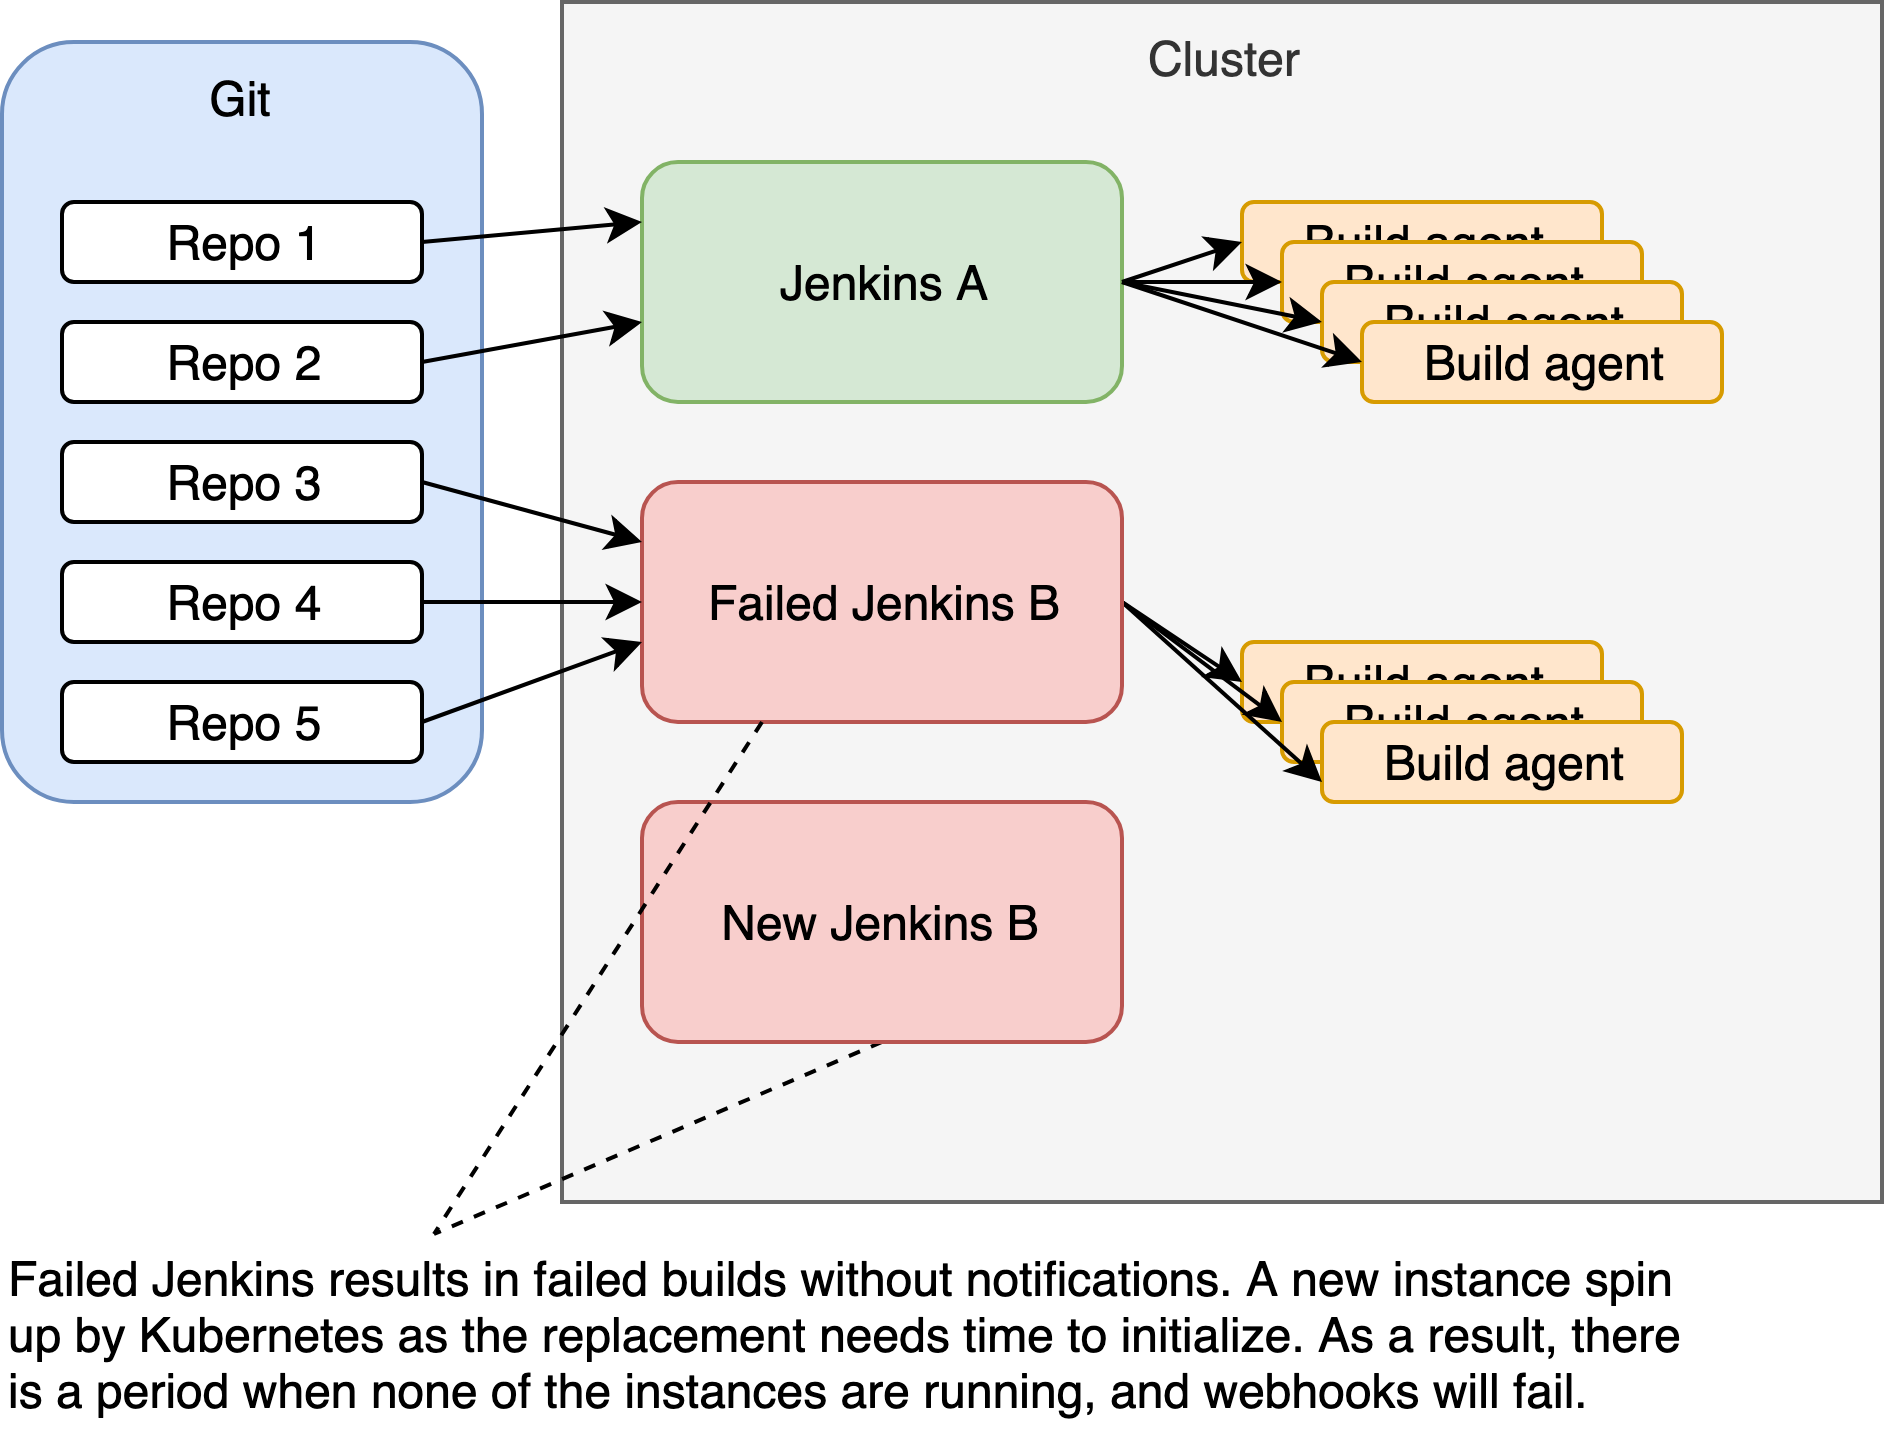 Git
Repo 1
Repo 2
Repo 3
Repo 4
Repo 5
Cluster
Jenkins A
Build agent
Build agent
Build agent
Build agent
Failed Jenkins B
Build agent
Build agent
Build agent
New Jenkins B
Failed Jenkins results in failed builds without notifications. A new instance spin
up by Kubernetes as the replacement needs time to initialize. As a result, there
is a period when none of the instances are running, and webhooks will fail.